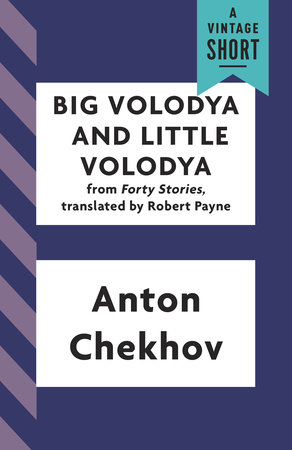 A
VINTAGE
SHORT
BIG VOLODYA
AND LITTLE
VOLODYA
from Forty Stories,
translated by Robert Payne
Anton
Chekhov